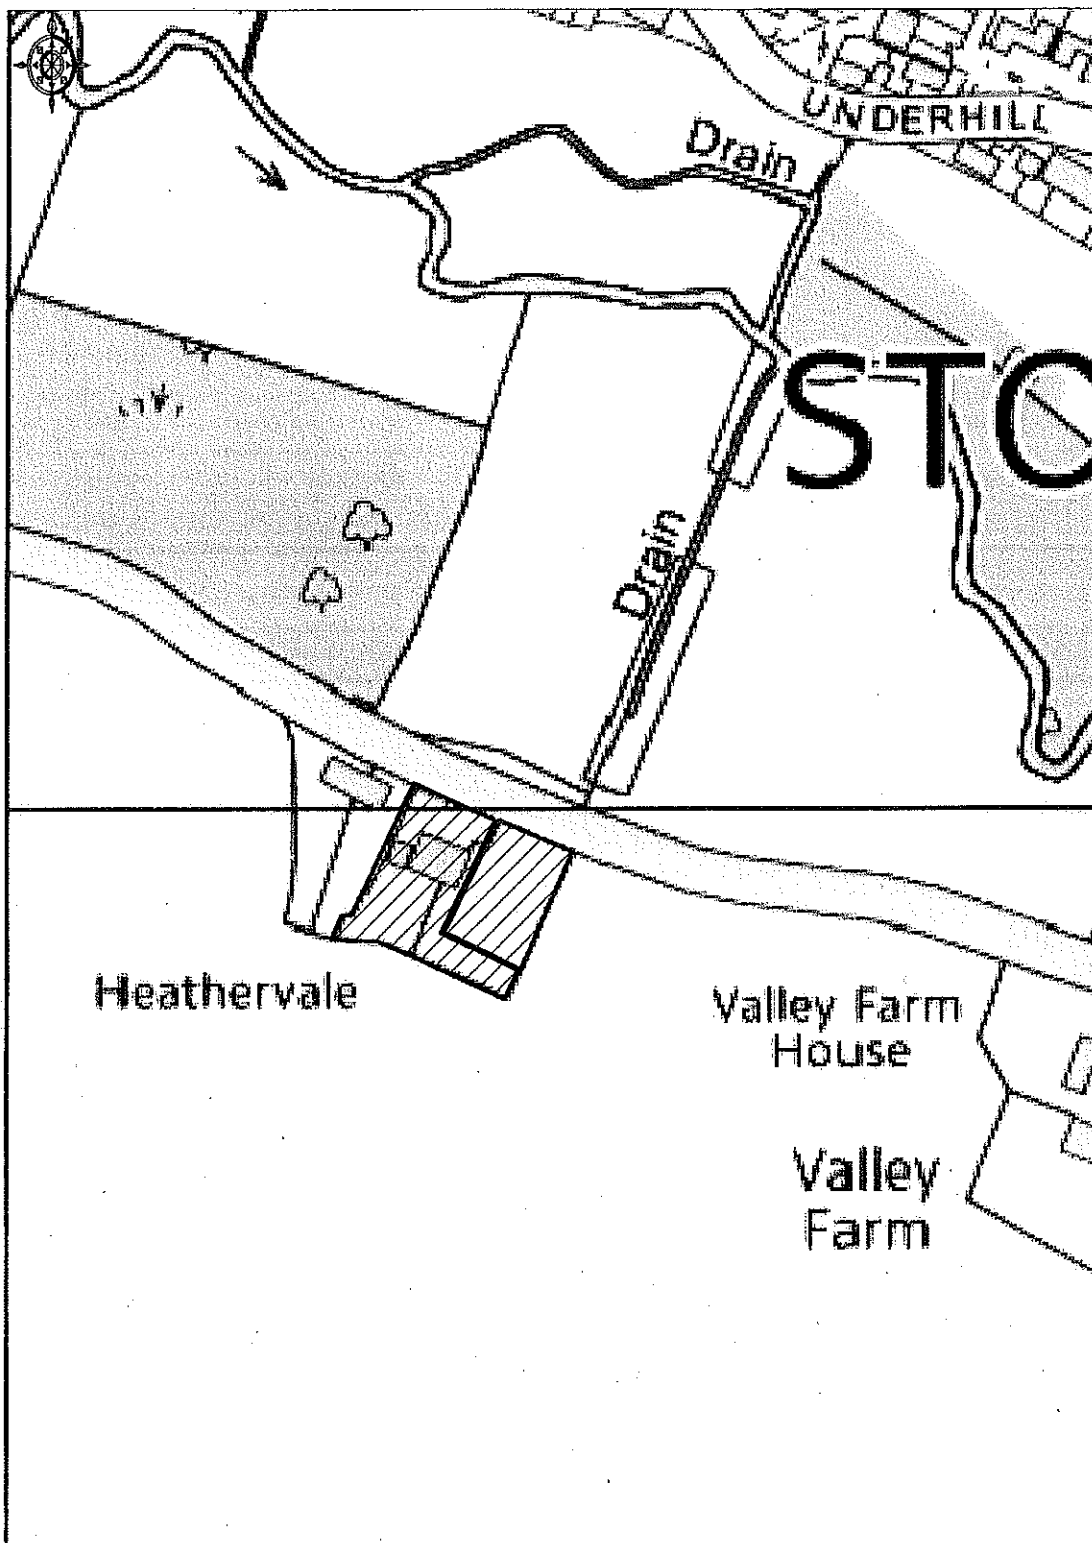 UNDERHILL
Drain
STO
Drain
Heathervale
Valley Farm
House
Valley
Farm